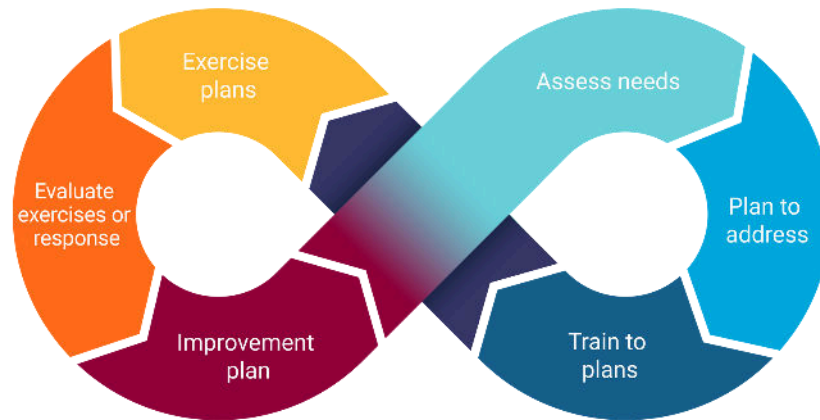 Exercise
plans
Assess needs
Evaluate
exercises or
response
Plan to
address
Improvement
plan
Train to
plans